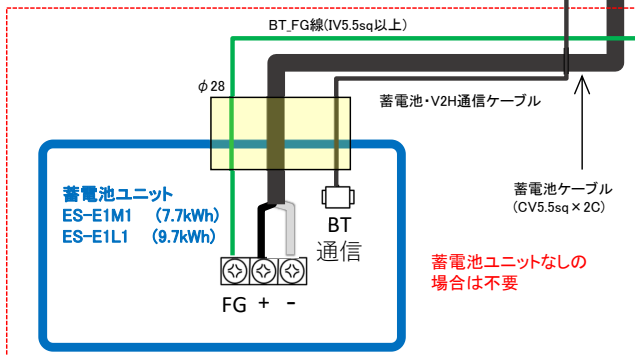 BT_FG線(IV5.5sq以上)
φ28
蓄電池・V2H通信ケーブル
蓄電池ケーブル
(CV5.5sq×2C)
蓄電池ユニット
ES-E1M1 (7.7kWh)
ES-E1L1 (9.7kWh)
BT
通信
蓄電池ユニットなしの
場合は不要
FG + -